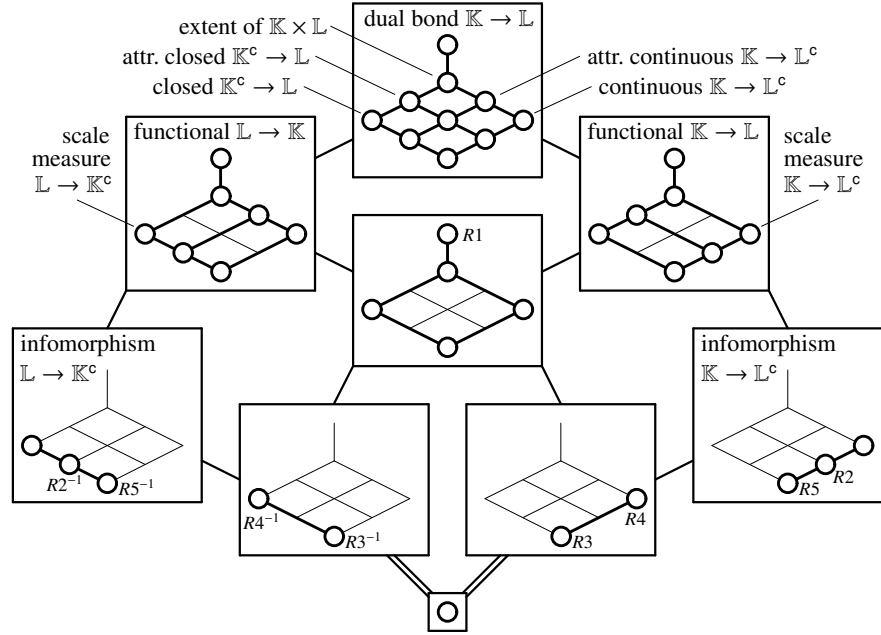 extent of 𝕂 × 𝕃
dual bond 𝕂 → 𝕃
attr. closed 𝕂ᶜ → 𝕃
attr. continuous 𝕂 → 𝕃ᶜ
closed 𝕂ᶜ → 𝕃
continuous 𝕂 → 𝕃ᶜ
scale
measure
𝕃 → 𝕂ᶜ
functional 𝕃 → 𝕂
functional 𝕂 → 𝕃
scale
measure
𝕂 → 𝕃ᶜ
R1
infomorphism
𝕃 → 𝕂ᶜ
infomorphism
𝕂 → 𝕃ᶜ
R2⁻¹
R5⁻¹
R4⁻¹
R3⁻¹
R4
R3
R2
R5